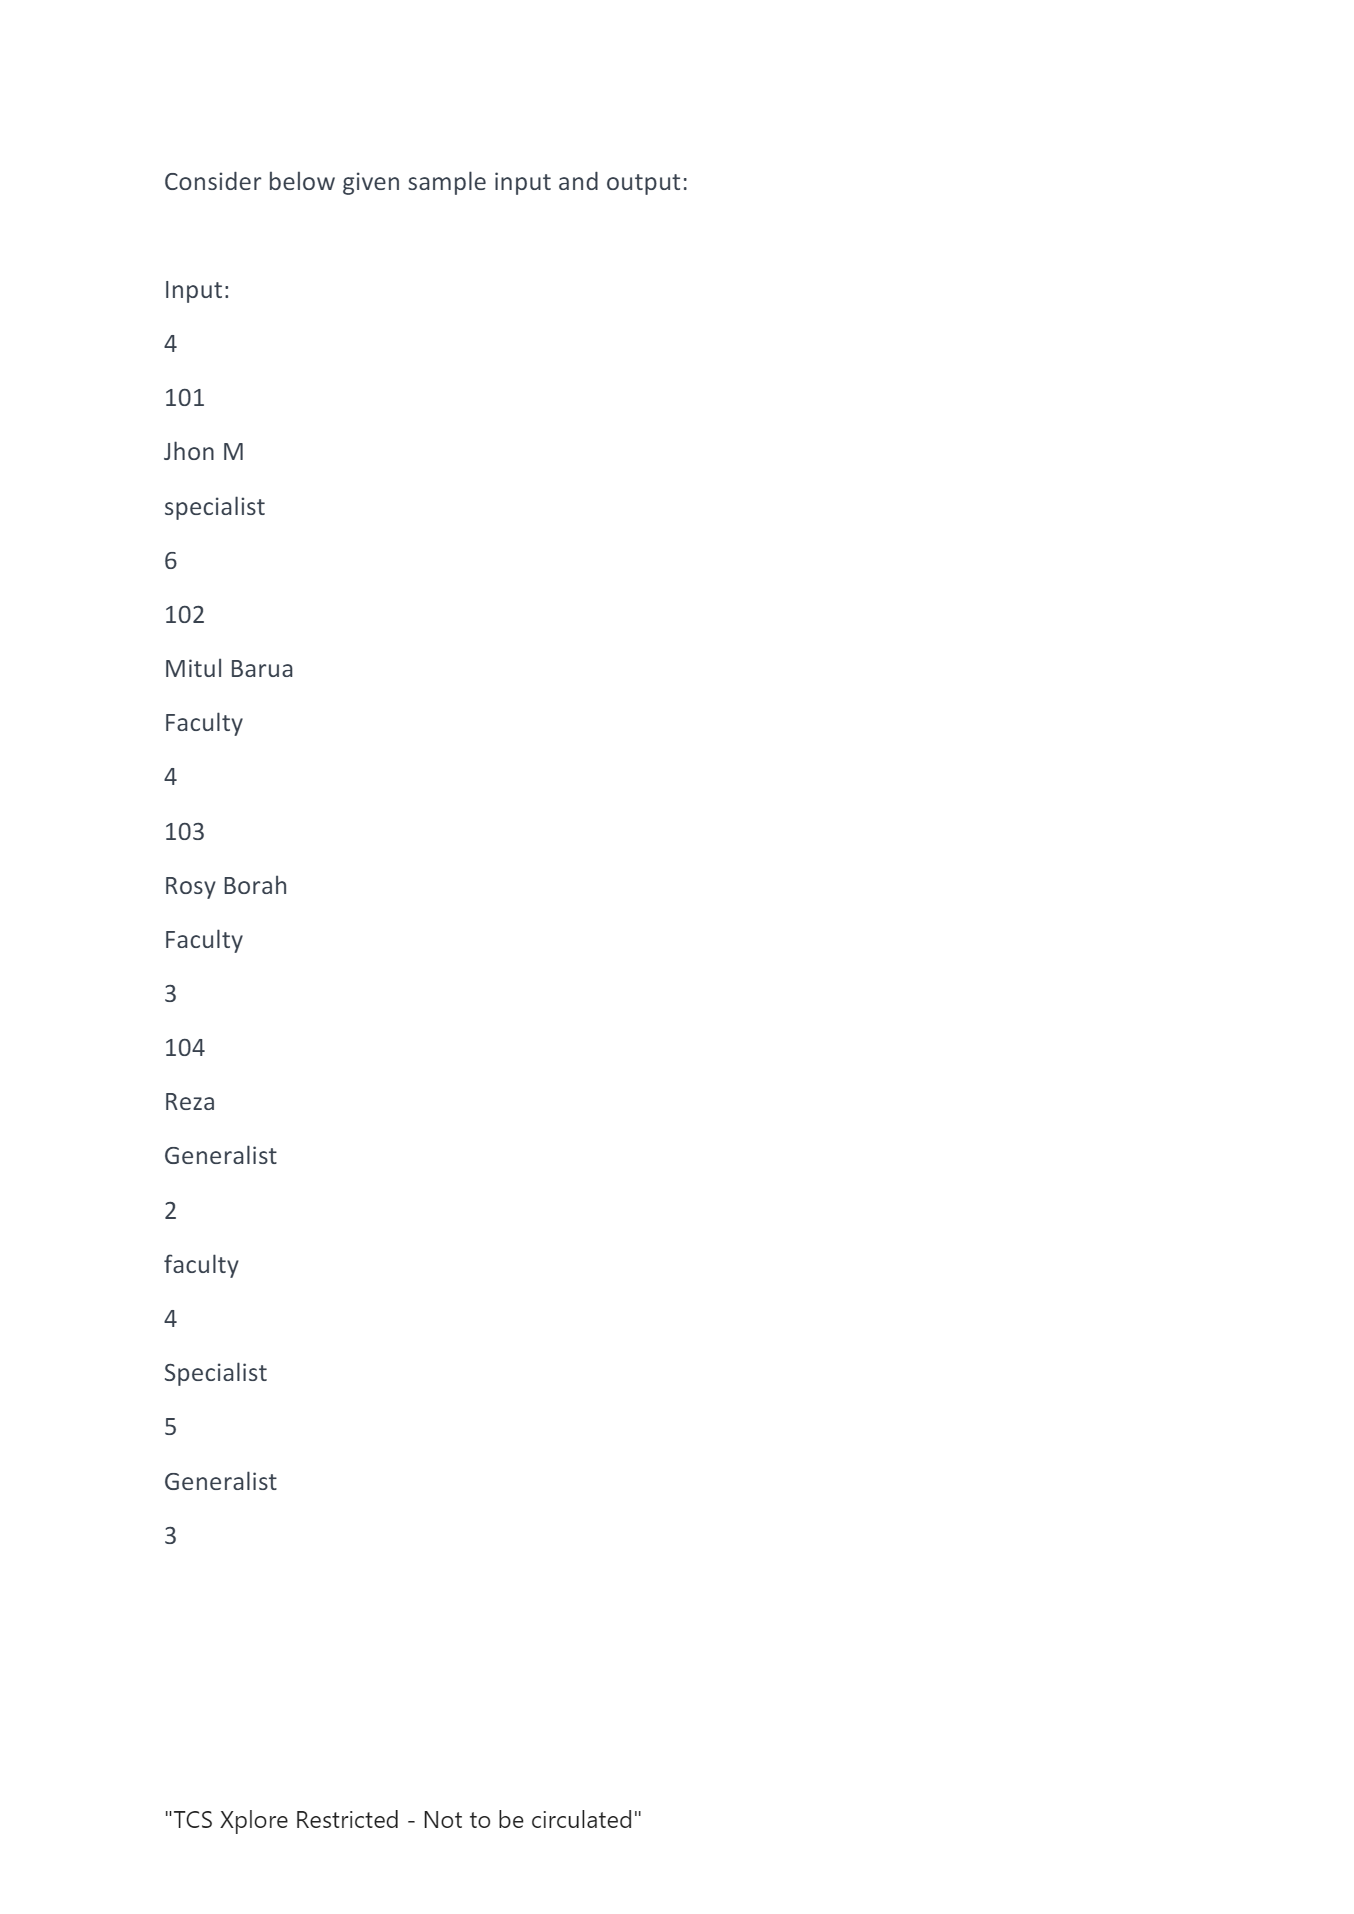 Consider below given sample input and output:
Input:
4
101
Jhon M
specialist
6
102
Mitul Barua
Faculty
4
103
Rosy Borah
Faculty
3
104
Reza
Generalist
2
faculty
4
Specialist
5
Generalist
3
"TCS Xplore Restricted - Not to be circulated"